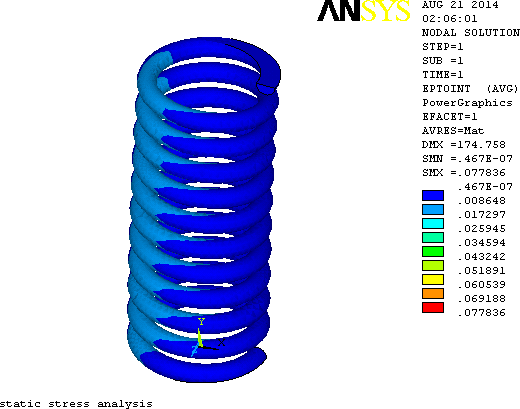 ANSYS
AUG 21 2014
02:06:01
NODAL SOLUTION
STEP=1
SUB =1
TIME=1
EPTOINT (AVG)
PowerGraphics
EFACET=1
AVRES=Mat
DMX =174.758
SMN =.467E-07
SMX =.077836
.467E-07
.008648
.017297
.025945
.034594
.043242
.051891
.060539
.069188
.077836
Y
Z
static stress analysis